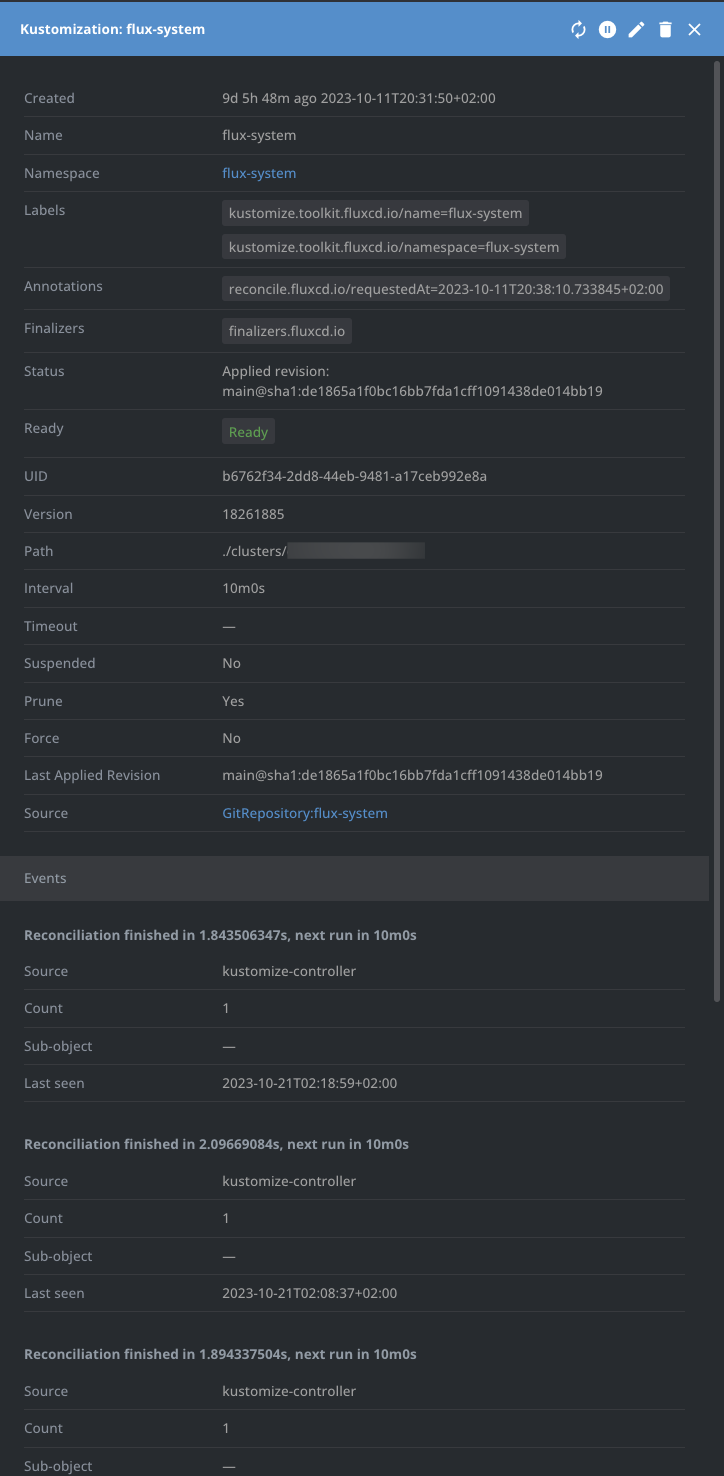 Kustomization: flux-system
Created 9d 5h 48m ago 2023-10-11T20:31:50+02:00
Name flux-system
Namespace flux-system
Labels kustomize.toolkit.fluxcd.io/name=flux-system
kustomize.toolkit.fluxcd.io/namespace=flux-system
Annotations reconcile.fluxcd.io/requestedAt=2023-10-11T20:38:10.733845+02:00
Finalizers finalizers.fluxcd.io
Status Applied revision:
main@sha1:de1865a1f0bc16bb7fda1cff1091438de014bb19
Ready Ready
UID b6762f34-2dd8-44eb-9481-a17ceb992e8a
Version 18261885
Path ./clusters/
Interval 10m0s
Timeout —
Suspended No
Prune Yes
Force No
Last Applied Revision main@sha1:de1865a1f0bc16bb7fda1cff1091438de014bb19
Source GitRepository:flux-system
Events
Reconciliation finished in 1.843506347s, next run in 10m0s
Source kustomize-controller
Count 1
Sub-object —
Last seen 2023-10-21T02:18:59+02:00
Reconciliation finished in 2.09669084s, next run in 10m0s
Source kustomize-controller
Count 1
Sub-object —
Last seen 2023-10-21T02:08:37+02:00
Reconciliation finished in 1.894337504s, next run in 10m0s
Source kustomize-controller
Count 1
Sub-object —